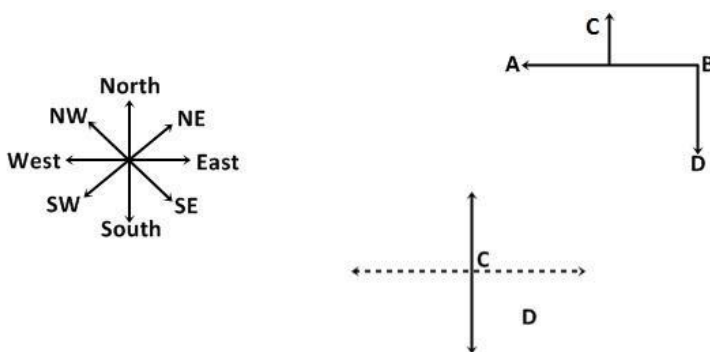 North
NW NE
West East
SW SE
South
C
A B
D
C
D